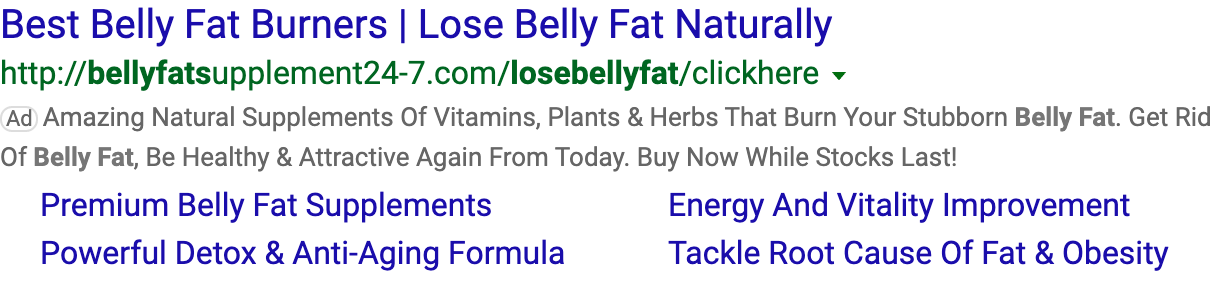 Best Belly Fat Burners | Lose Belly Fat Naturally
http://bellyfatsupplement24-7.com/losebellyfat/clickhere
Ad Amazing Natural Supplements Of Vitamins, Plants & Herbs That Burn Your Stubborn Belly Fat. Get Rid
Of Belly Fat, Be Healthy & Attractive Again From Today. Buy Now While Stocks Last!
Premium Belly Fat Supplements Energy And Vitality Improvement
Powerful Detox & Anti-Aging Formula Tackle Root Cause Of Fat & Obesity